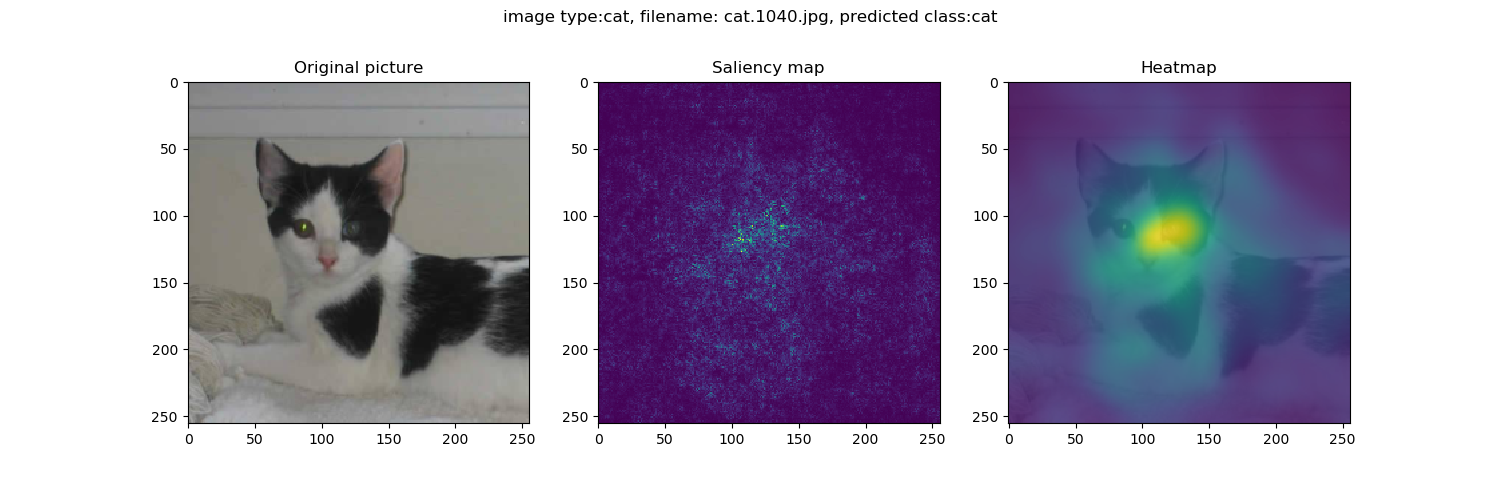 image type:cat, filename: cat.1040.jpg, predicted class:cat
Original picture
Saliency map
Heatmap
0
50
100
150
200
250
0
50
100
150
200
250
0
50
100
150
200
250
0 50 100 150 200 250
0 50 100 150 200 250
0 50 100 150 200 250